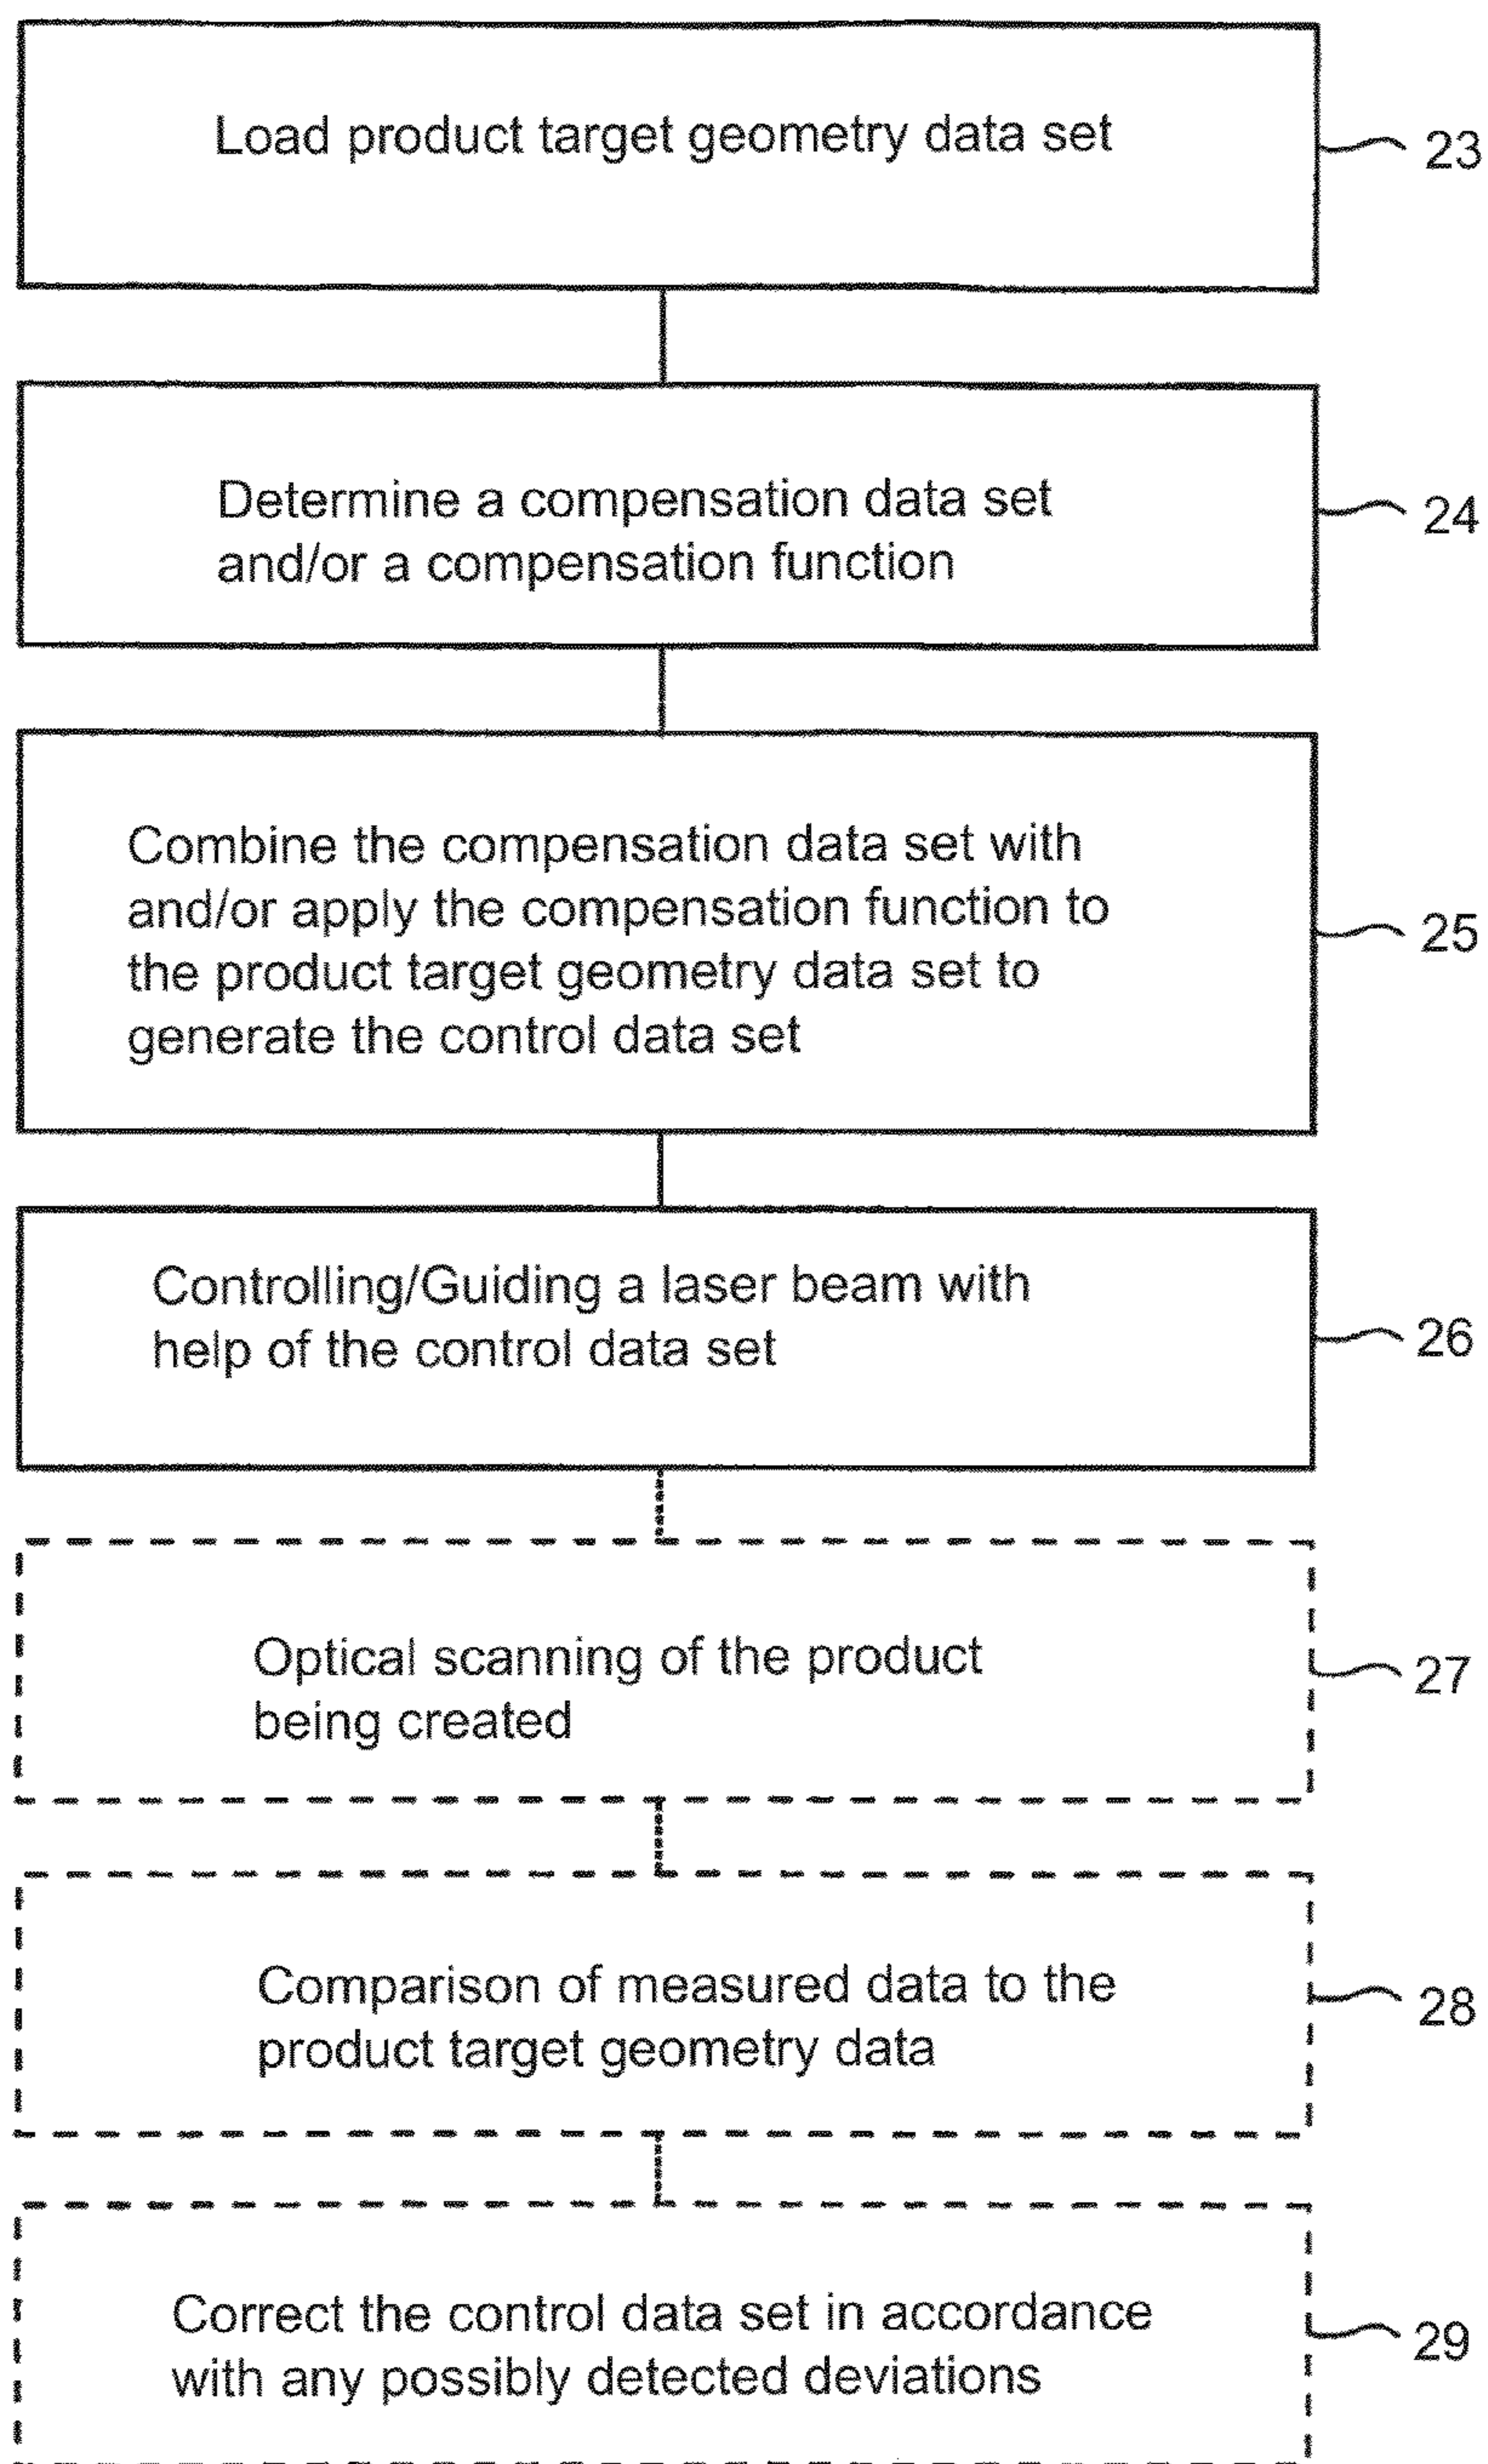 Load product target geometry data set
23
Determine a compensation data set
and/or a compensation function
24
Combine the compensation data set with
and/or apply the compensation function to
the product target geometry data set to
generate the control data set
25
Controlling/Guiding a laser beam with
help of the control data set
26
Optical scanning of the product
being created
27
Comparison of measured data to the
product target geometry data
28
Correct the control data set in accordance
with any possibly detected deviations
29